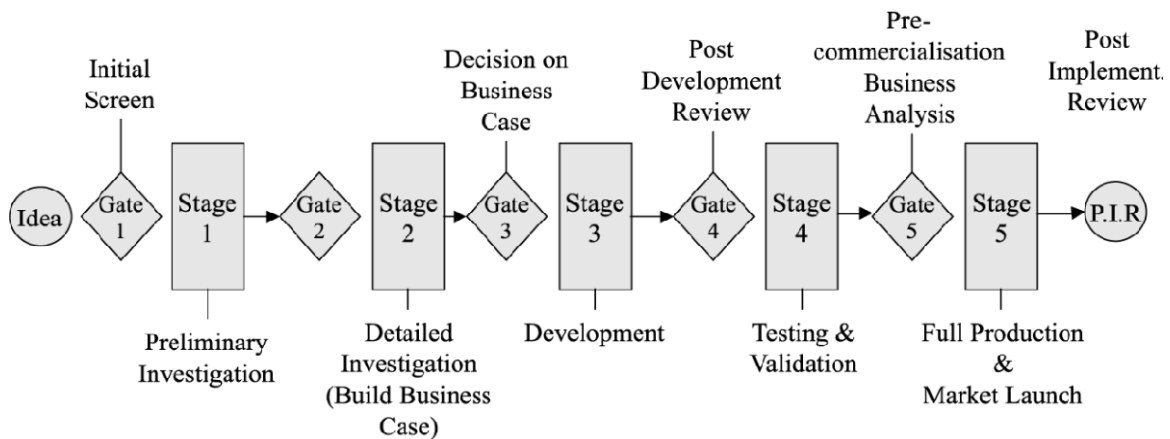 Initial
Screen
Decision on
Business
Case
Post
Development
Review
Pre-
commercialisation
Business
Analysis
Post
Implement.
Review
Idea
Gate
1
Stage
1
Gate
2
Stage
2
Gate
3
Stage
3
Gate
4
Stage
4
Gate
5
Stage
5
P.I.R
Preliminary
Investigation
Detailed
Investigation
(Build Business
Case)
Development
Testing &
Validation
Full Production
&
Market Launch